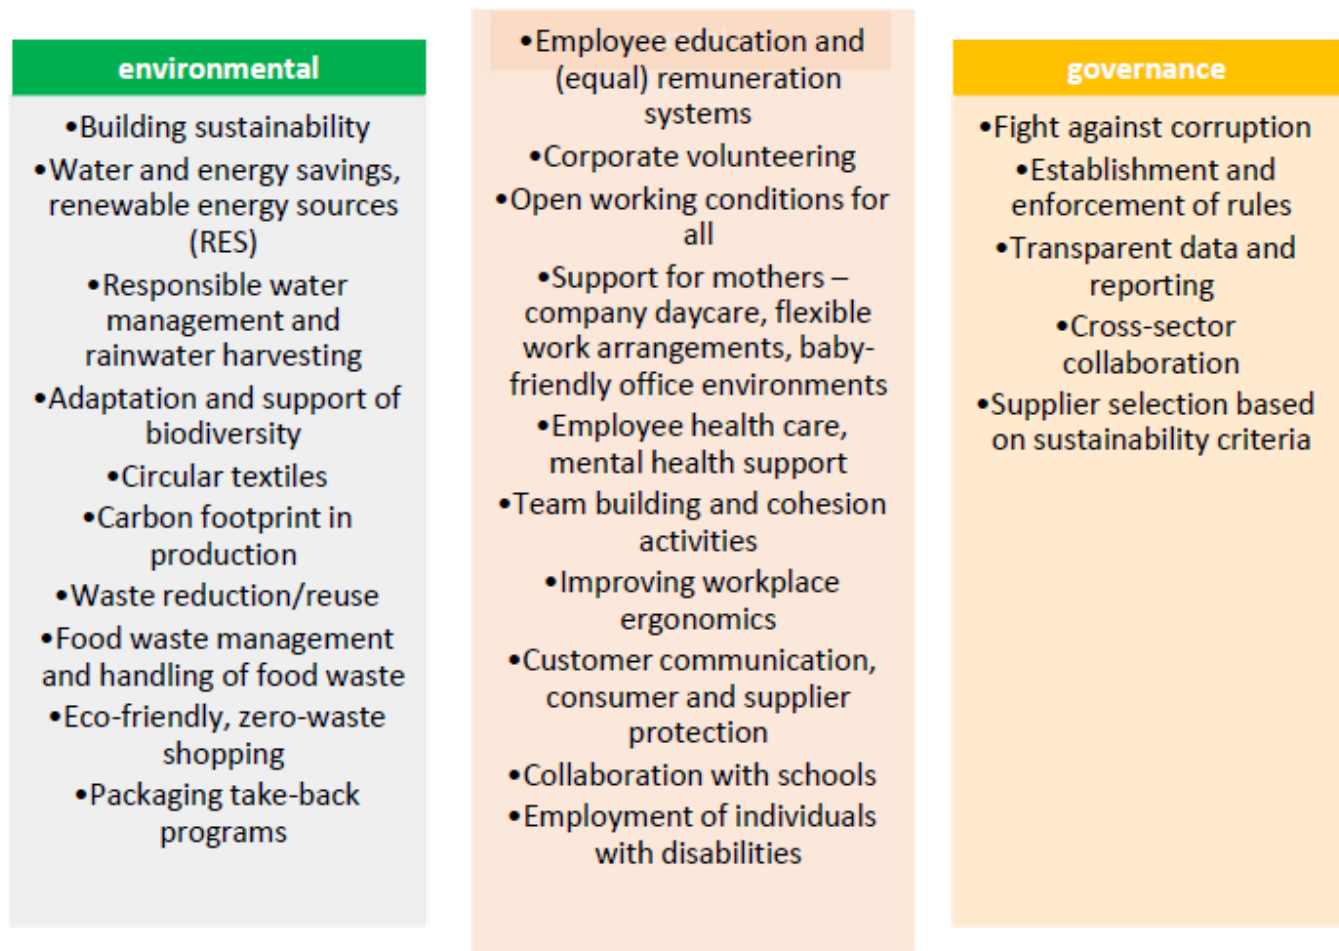 environmental
•Building sustainability
•Water and energy savings,
renewable energy sources
(RES)
•Responsible water
management and
rainwater harvesting
•Adaptation and support of
biodiversity
•Circular textiles
•Carbon footprint in
production
•Waste reduction/reuse
•Food waste management
and handling of food waste
•Eco-friendly, zero-waste
shopping
•Packaging take-back
programs
•Employee education and
(equal) remuneration
systems
•Corporate volunteering
•Open working conditions for
all
•Support for mothers –
company daycare, flexible
work arrangements, baby-
friendly office environments
•Employee health care,
mental health support
•Team building and cohesion
activities
•Improving workplace
ergonomics
•Customer communication,
consumer and supplier
protection
•Collaboration with schools
•Employment of individuals
with disabilities
governance
•Fight against corruption
•Establishment and
enforcement of rules
•Transparent data and
reporting
•Cross-sector
collaboration
•Supplier selection based
on sustainability criteria